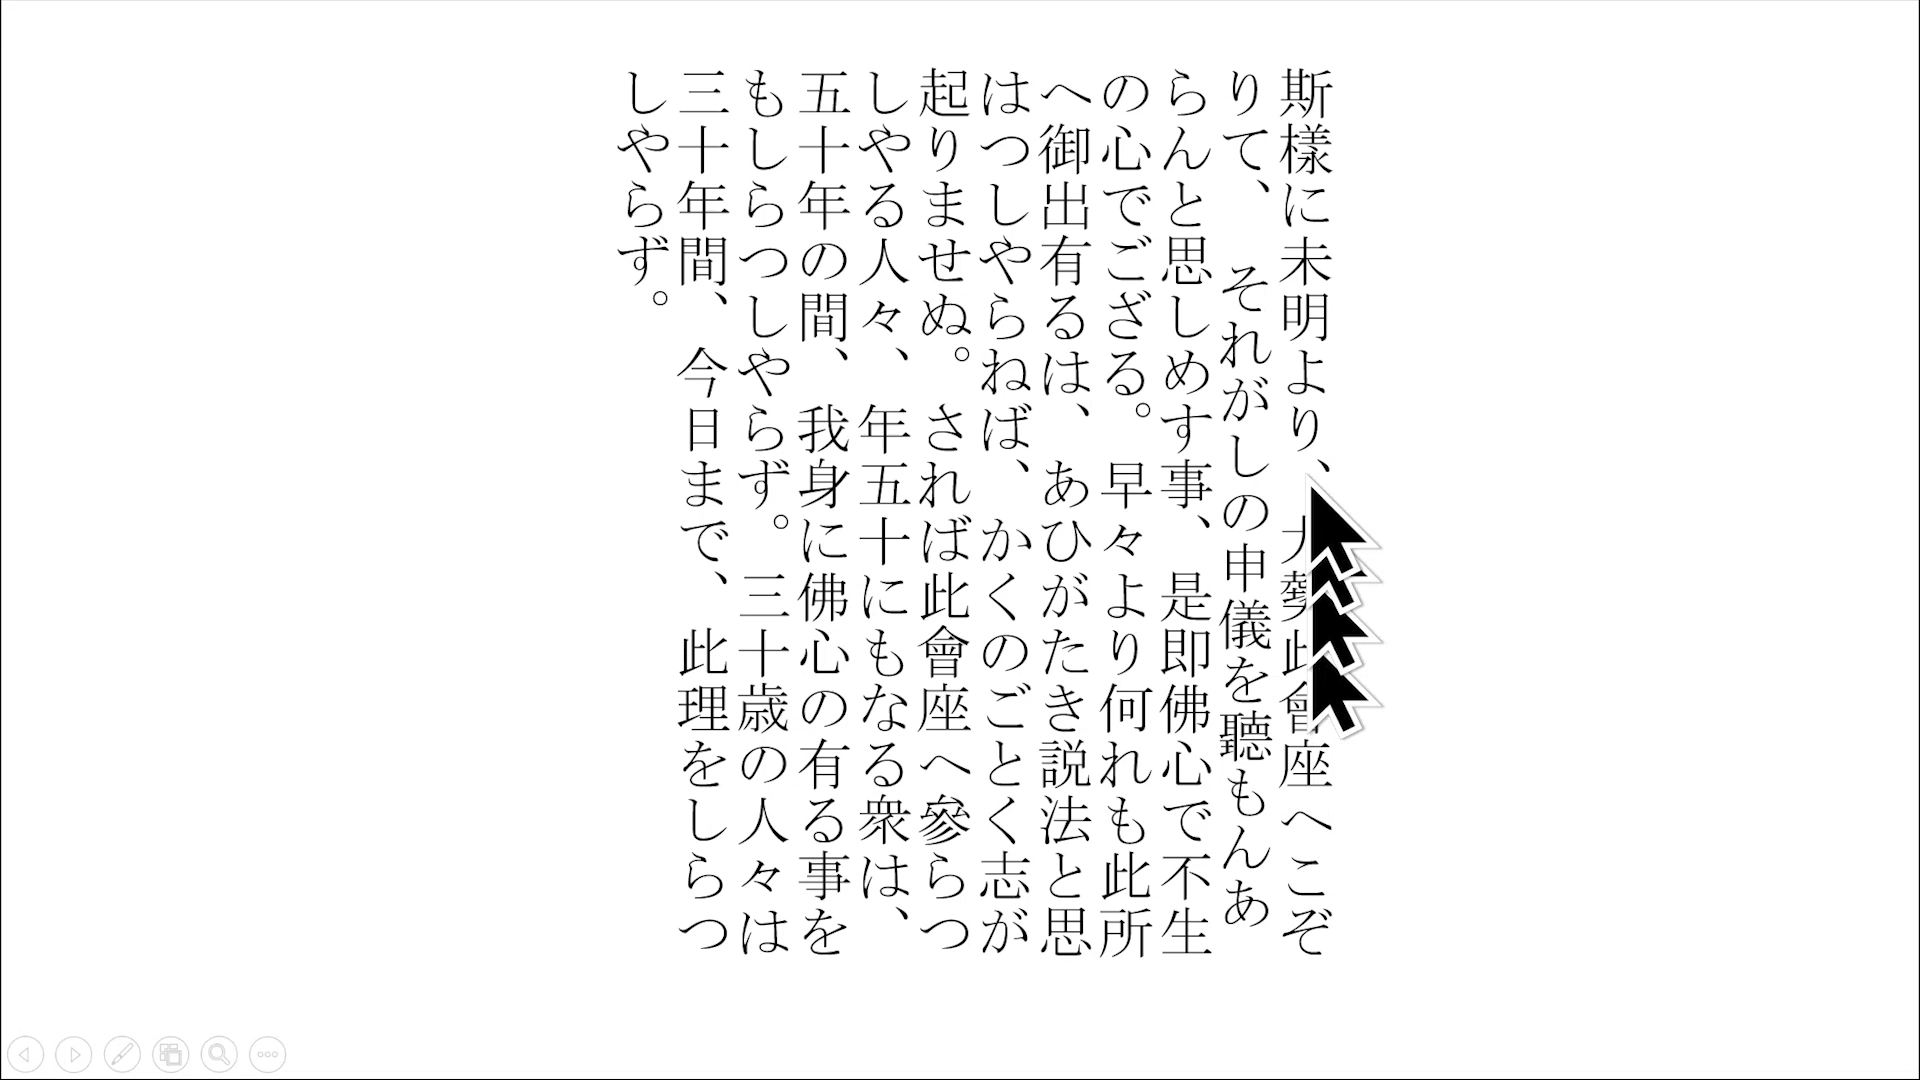 斯樣に未明より、大勢此會座へこぞ
りて、それがしの申儀を聽もんあ
らんと思しめす事、是即佛心で不生
の心でござる。早々より何れも此所
へ御出有るは、あひがたき説法と思
はつしやらねば、かくのごとく志が
起りませぬ。されば此會座へ參らつ
しやる人々、年五十にもなる衆は、
五十年の間、我身に佛心の有る事を
もしらつしやらず。三十歳の人々は
三十年間、今日まで、此理をしらつ
しやらず。